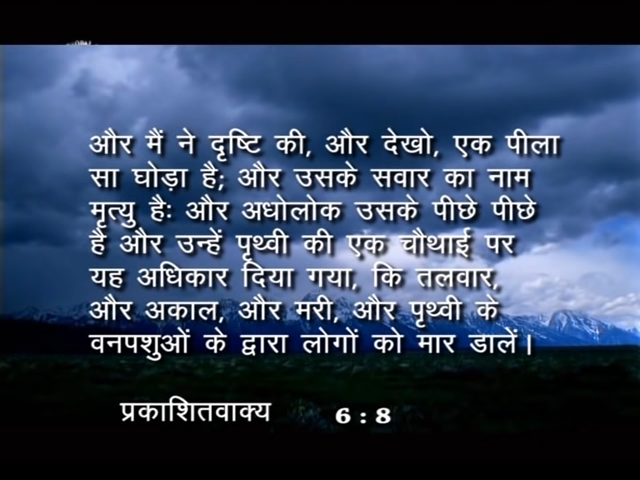 और मैं ने दृष्टि की, और देखो, एक पीला
सा घोड़ा है; और उसके सवार का नाम
मृत्यु है: और अधोलोक उसके पीछे पीछे
है और उन्हें पृथ्वी की एक चौथाई पर
यह अधिकार दिया गया, कि तलवार,
और अकाल, और मरी, और पृथ्वी के
वनपशुओं के द्वारा लोगों को मार डालें।
प्रकाशितवाक्य 6 : 8